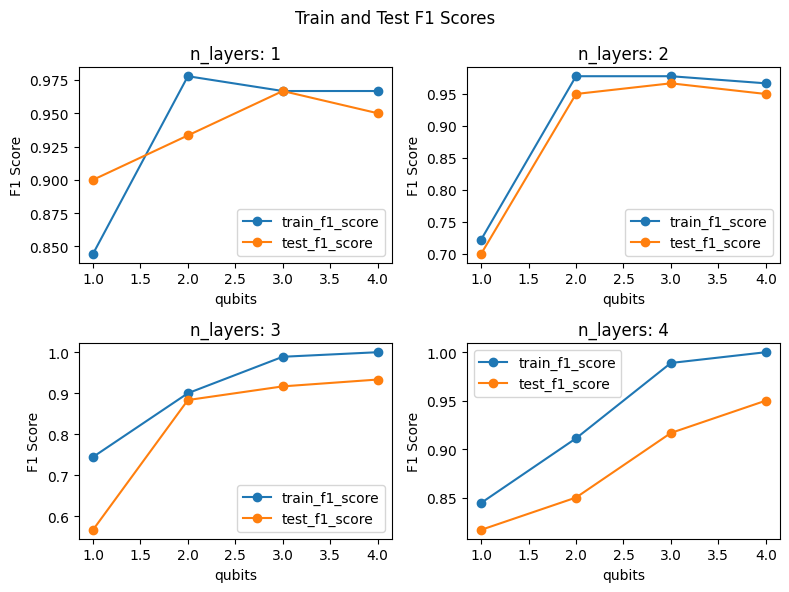 Train and Test F1 Scores
n_layers: 1
F1 Score
0.975
0.950
0.925
0.900
0.875
0.850
train_f1_score
test_f1_score
1.0 1.5 2.0 2.5 3.0 3.5 4.0
qubits
n_layers: 2
F1 Score
0.95
0.90
0.85
0.80
0.75
0.70
train_f1_score
test_f1_score
1.0 1.5 2.0 2.5 3.0 3.5 4.0
qubits
n_layers: 3
F1 Score
1.0
0.9
0.8
0.7
0.6
train_f1_score
test_f1_score
1.0 1.5 2.0 2.5 3.0 3.5 4.0
qubits
n_layers: 4
F1 Score
1.00
0.95
0.90
0.85
train_f1_score
test_f1_score
1.0 1.5 2.0 2.5 3.0 3.5 4.0
qubits